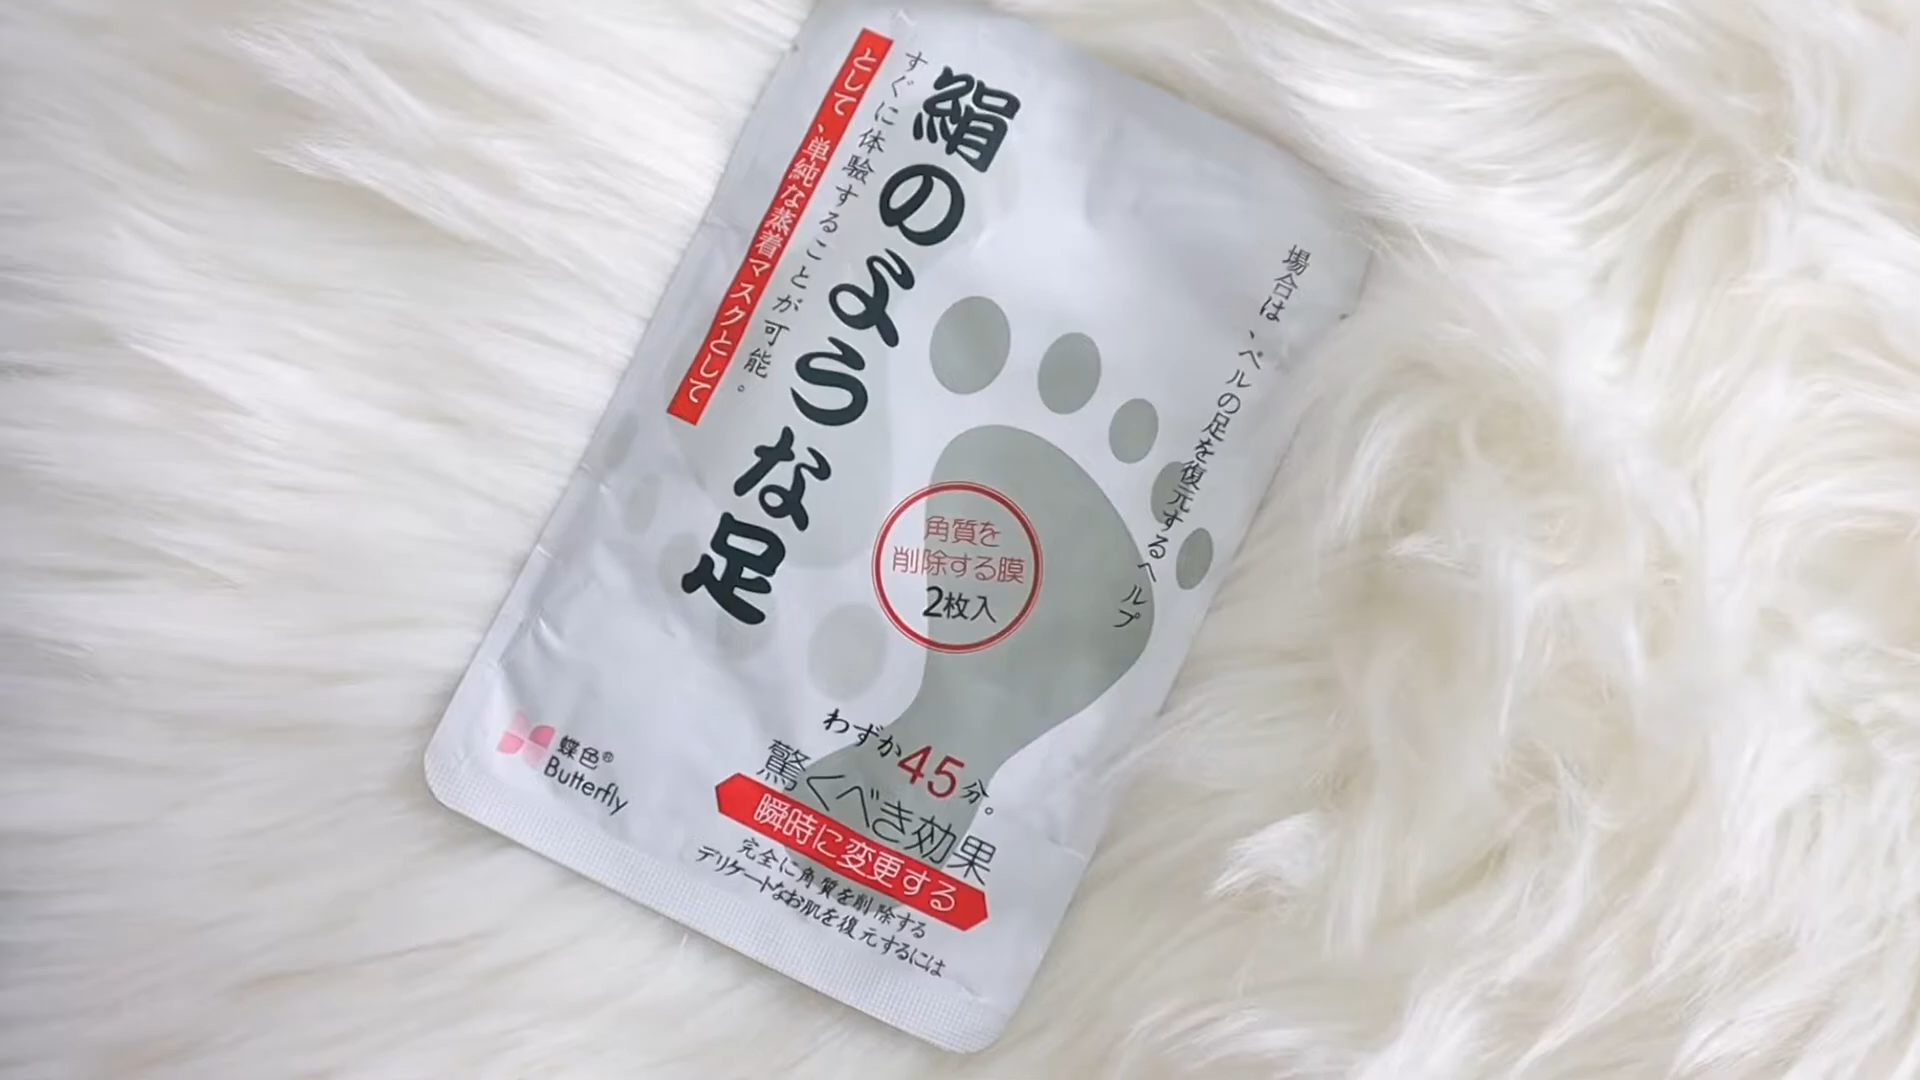 絹のような足
すぐに体験することが可能。
として、単純な蒸着マスクとして
場合は、ペルの足を復元するヘルプ
角質を
削除する膜
2枚入
わずか45分。
驚くべき効果
瞬時に変更する
完全に角質を削除する
デリケートなお肌を復元するには
蝶色®
Butterfly